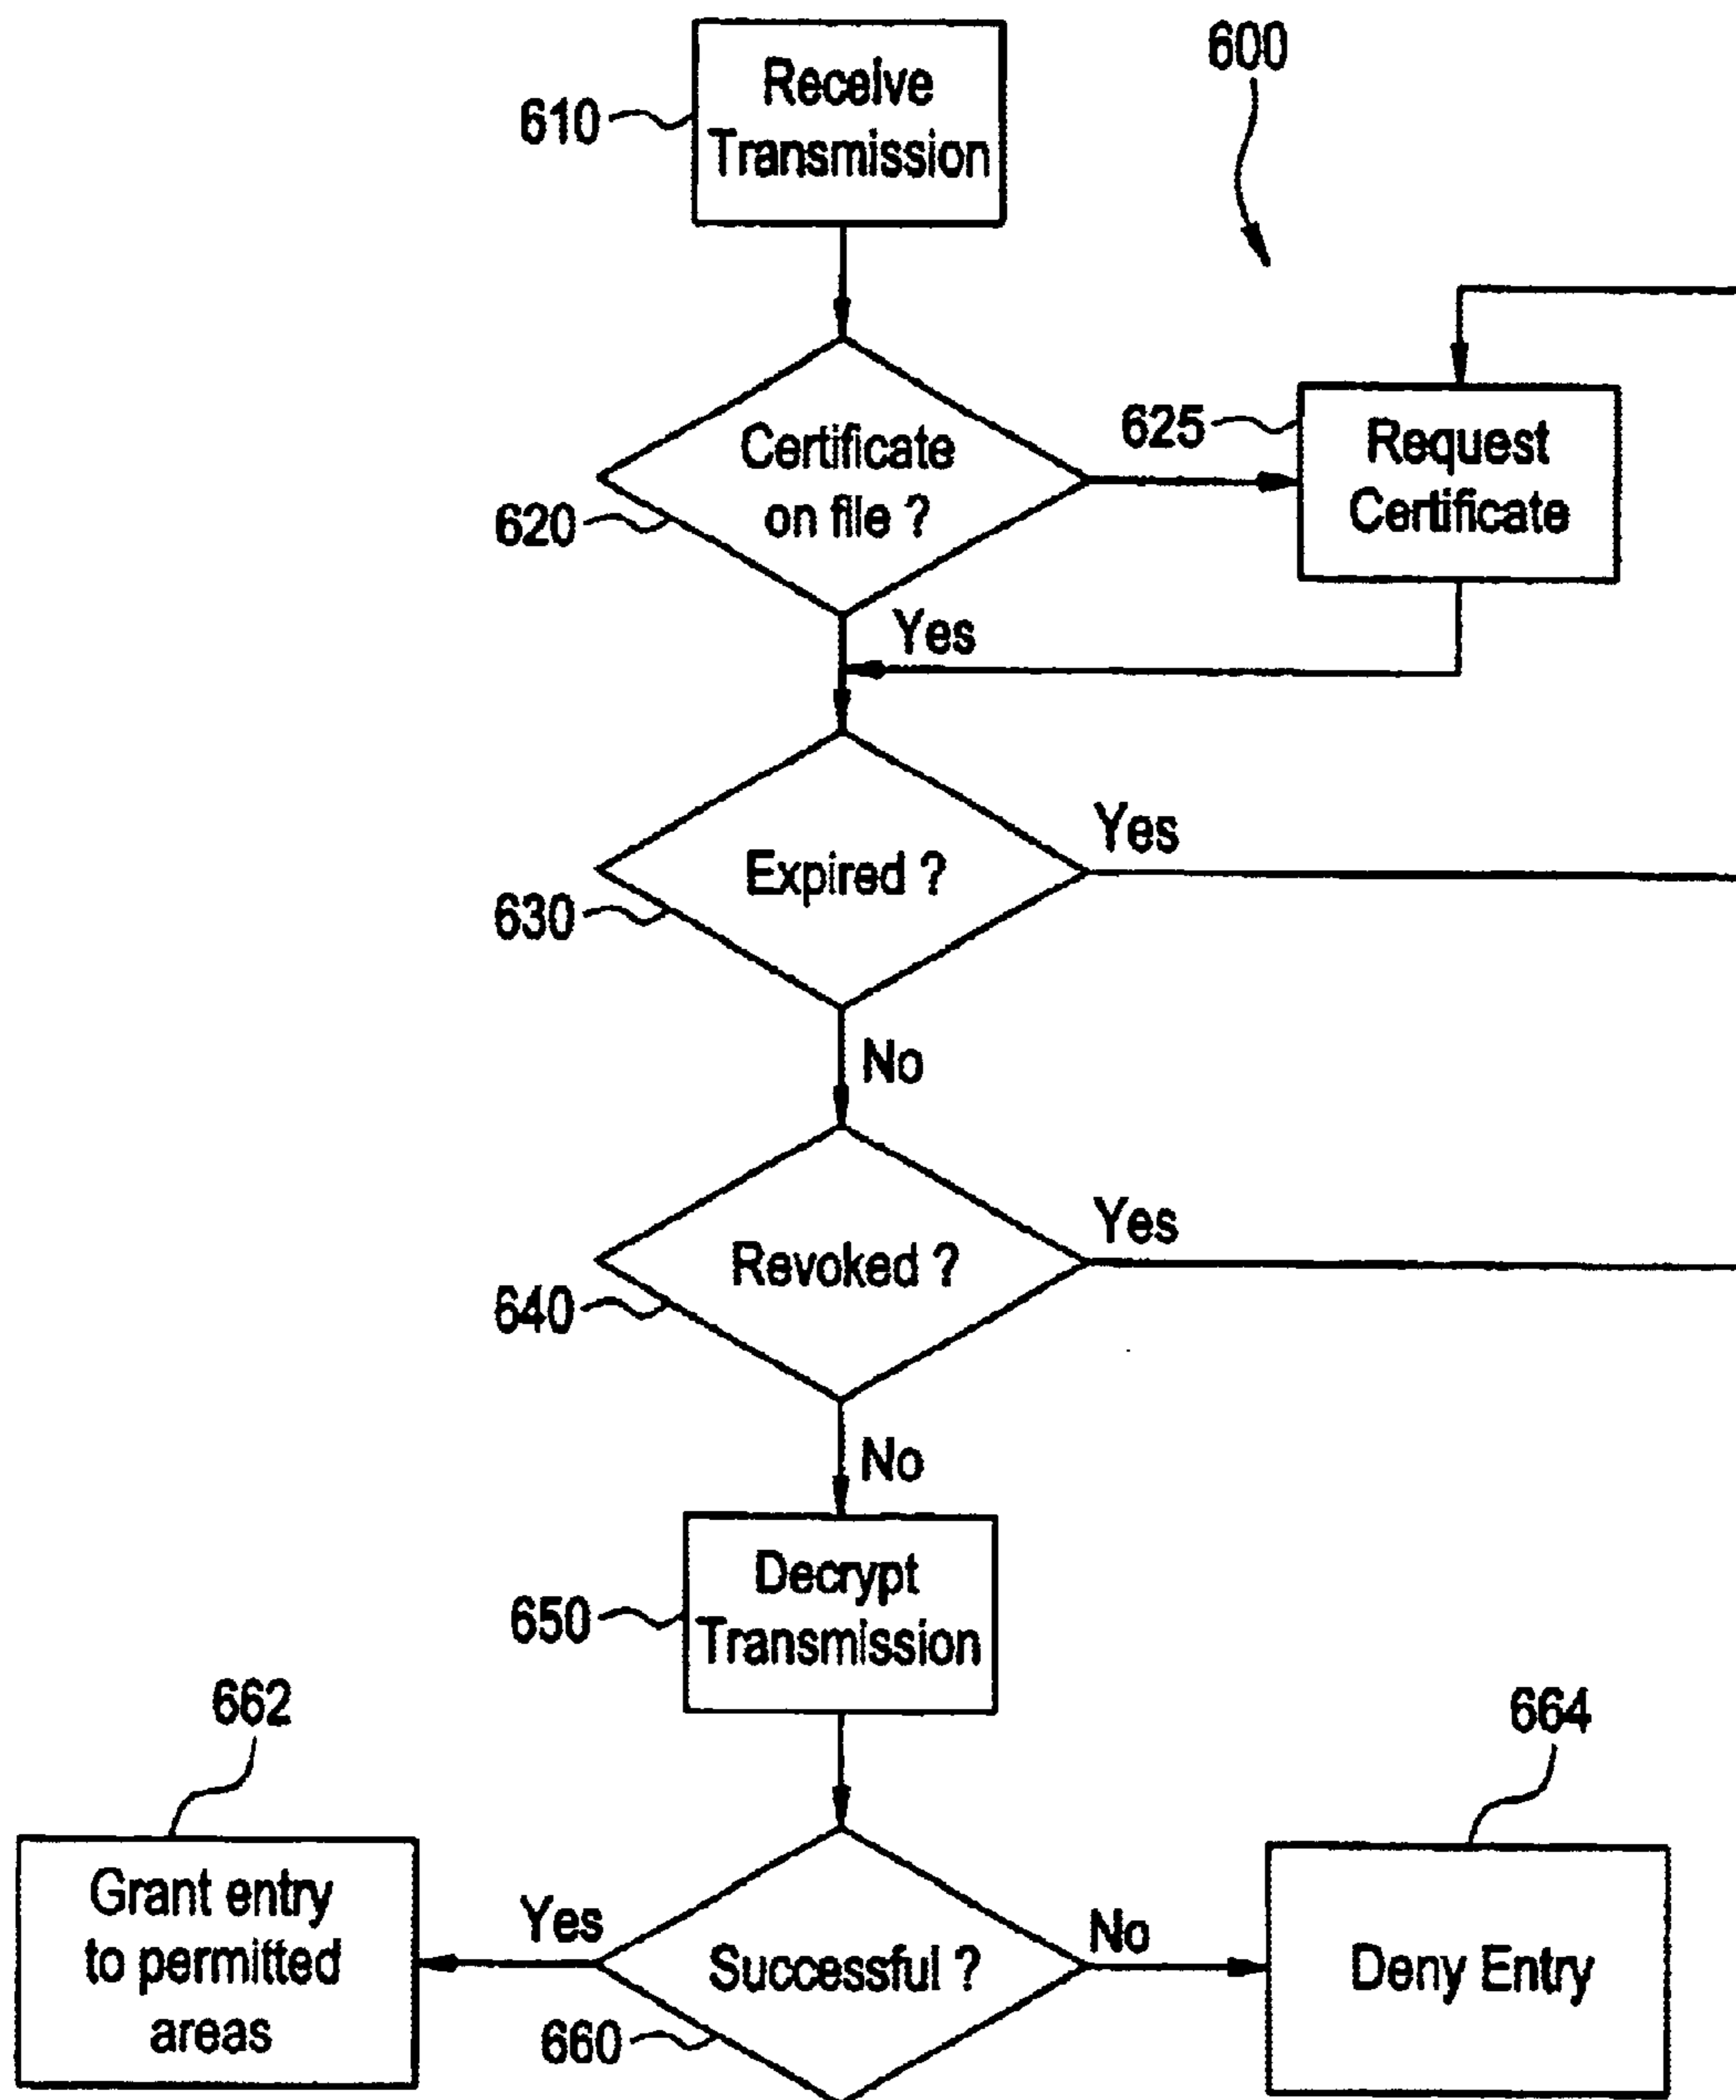 600
610
Receive
Transmission
620
Certificate
on file ?
625
Request
Certificate
Yes
630
Expired ?
Yes
No
640
Revoked ?
Yes
No
650
Decrypt
Transmission
662
Grant entry
to permitted
areas
Yes
660
Successful ?
No
664
Deny Entry